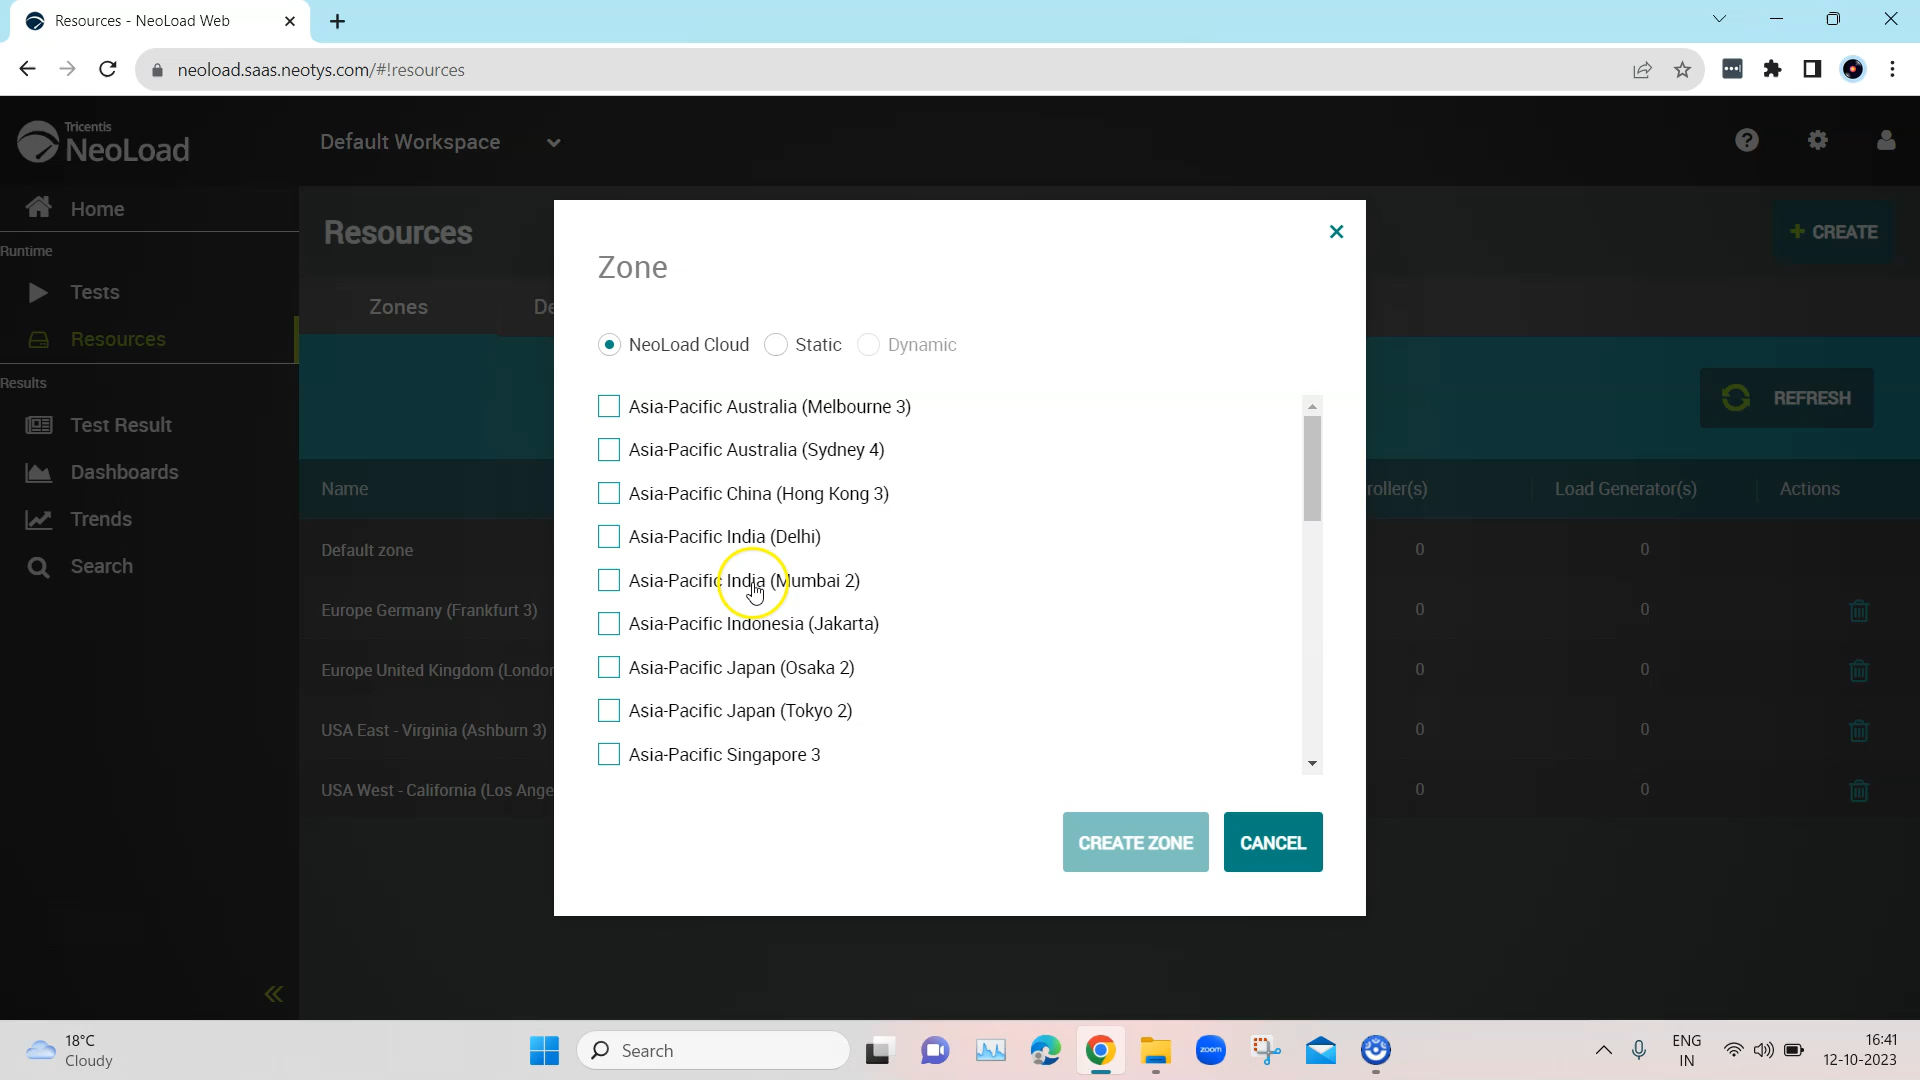 Resources - NeoLoad Web
neoload.saas.neotys.com/#!resources
Tricentis
NeoLoad
Default Workspace
Home
Runtime
Tests
Resources
Results
Test Result
Dashboards
Trends
Search
Resources
+ CREATE
Zones
De
REFRESH
Name
roller(s)
Load Generator(s)
Actions
Default zone
0
0
Europe Germany (Frankfurt 3)
0
0
Europe United Kingdom (London
0
0
USA East - Virginia (Ashburn 3)
0
0
USA West - California (Los Ange
0
0
Zone
NeoLoad Cloud
Static
Dynamic
Asia-Pacific Australia (Melbourne 3)
Asia-Pacific Australia (Sydney 4)
Asia-Pacific China (Hong Kong 3)
Asia-Pacific India (Delhi)
Asia-Pacific India (Mumbai 2)
Asia-Pacific Indonesia (Jakarta)
Asia-Pacific Japan (Osaka 2)
Asia-Pacific Japan (Tokyo 2)
Asia-Pacific Singapore 3
CREATE ZONE
CANCEL
18°C
Cloudy
Search
zoom
ENG
IN
16:41
12-10-2023